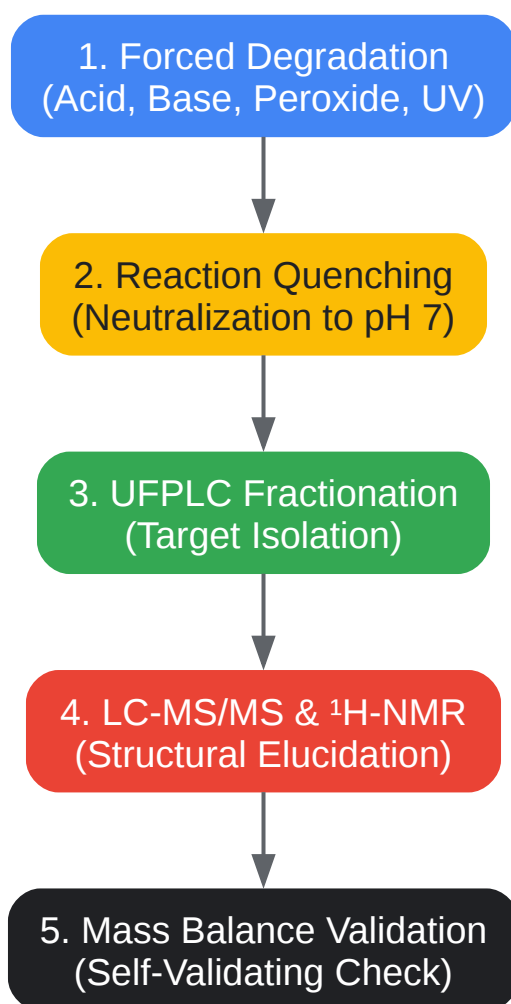 1. Forced Degradation
(Acid, Base, Peroxide, UV)
2. Reaction Quenching
(Neutralization to pH 7)
3. UFPLC Fractionation
(Target Isolation)
4. LC-MS/MS & ¹H-NMR
(Structural Elucidation)
5. Mass Balance Validation
(Self-Validating Check)